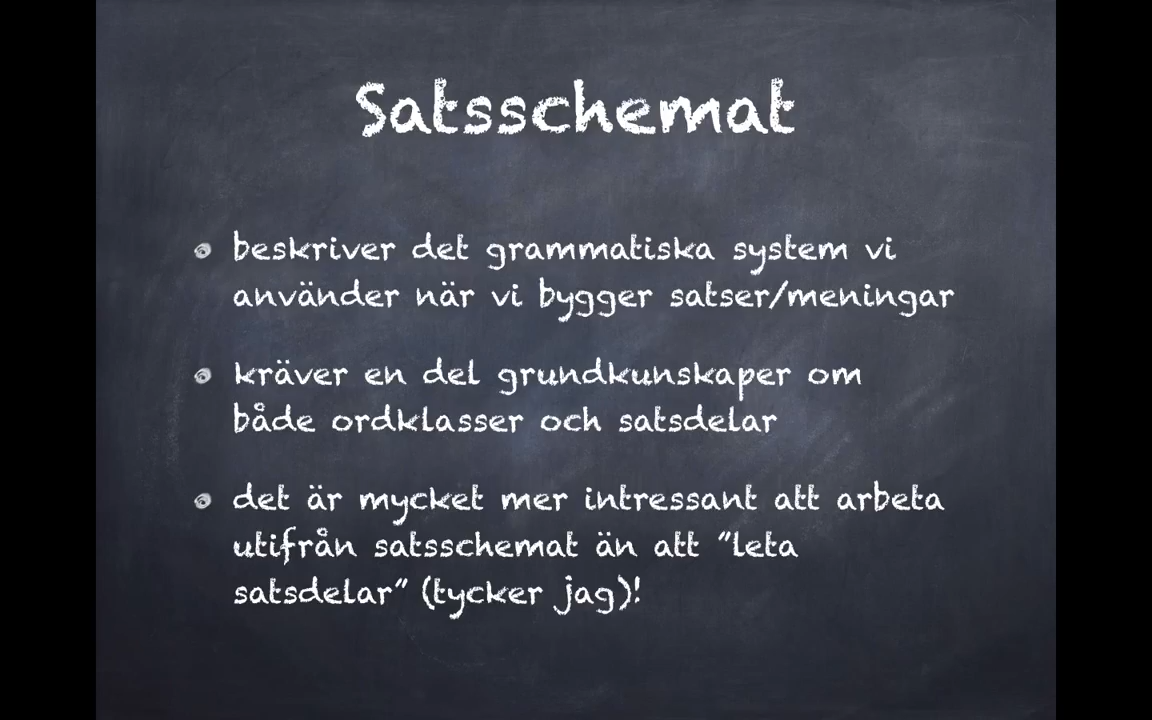 Satsschemat
beskriver det grammatiska system vi
använder när vi bygger satser/meningar
kräver en del grundkunskaper om
både ordklasser och satsdelar
det är mycket mer intressant att arbeta
utifrån satsschemat än att ”leta
satsdelar” (tycker jag)!